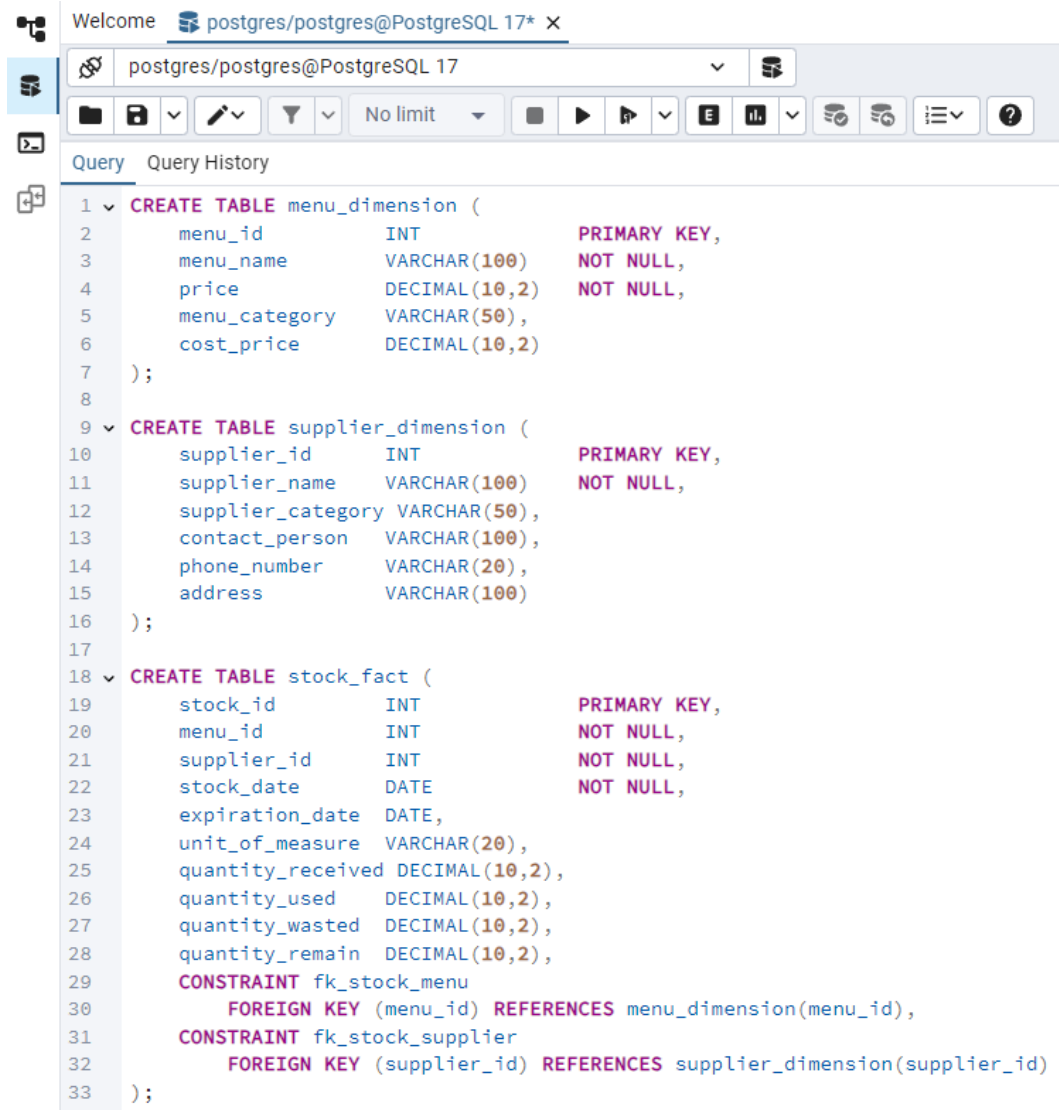 Welcome postgres/postgres@PostgreSQL 17*
postgres/postgres@PostgreSQL 17
No limit
E
Query Query History
1 CREATE TABLE menu_dimension (
2 menu_id INT PRIMARY KEY,
3 menu_name VARCHAR(100) NOT NULL,
4 price DECIMAL(10,2) NOT NULL,
5 menu_category VARCHAR(50),
6 cost_price DECIMAL(10,2)
7 );
8
9 CREATE TABLE supplier_dimension (
10 supplier_id INT PRIMARY KEY,
11 supplier_name VARCHAR(100) NOT NULL,
12 supplier_category VARCHAR(50),
13 contact_person VARCHAR(100),
14 phone_number VARCHAR(20),
15 address VARCHAR(100)
16 );
17
18 CREATE TABLE stock_fact (
19 stock_id INT PRIMARY KEY,
20 menu_id INT NOT NULL,
21 supplier_id INT NOT NULL,
22 stock_date DATE NOT NULL,
23 expiration_date DATE,
24 unit_of_measure VARCHAR(20),
25 quantity_received DECIMAL(10,2),
26 quantity_used DECIMAL(10,2),
27 quantity_wasted DECIMAL(10,2),
28 quantity_remain DECIMAL(10,2),
29 CONSTRAINT fk_stock_menu
30 FOREIGN KEY (menu_id) REFERENCES menu_dimension(menu_id),
31 CONSTRAINT fk_stock_supplier
32 FOREIGN KEY (supplier_id) REFERENCES supplier_dimension(supplier_id)
33 );